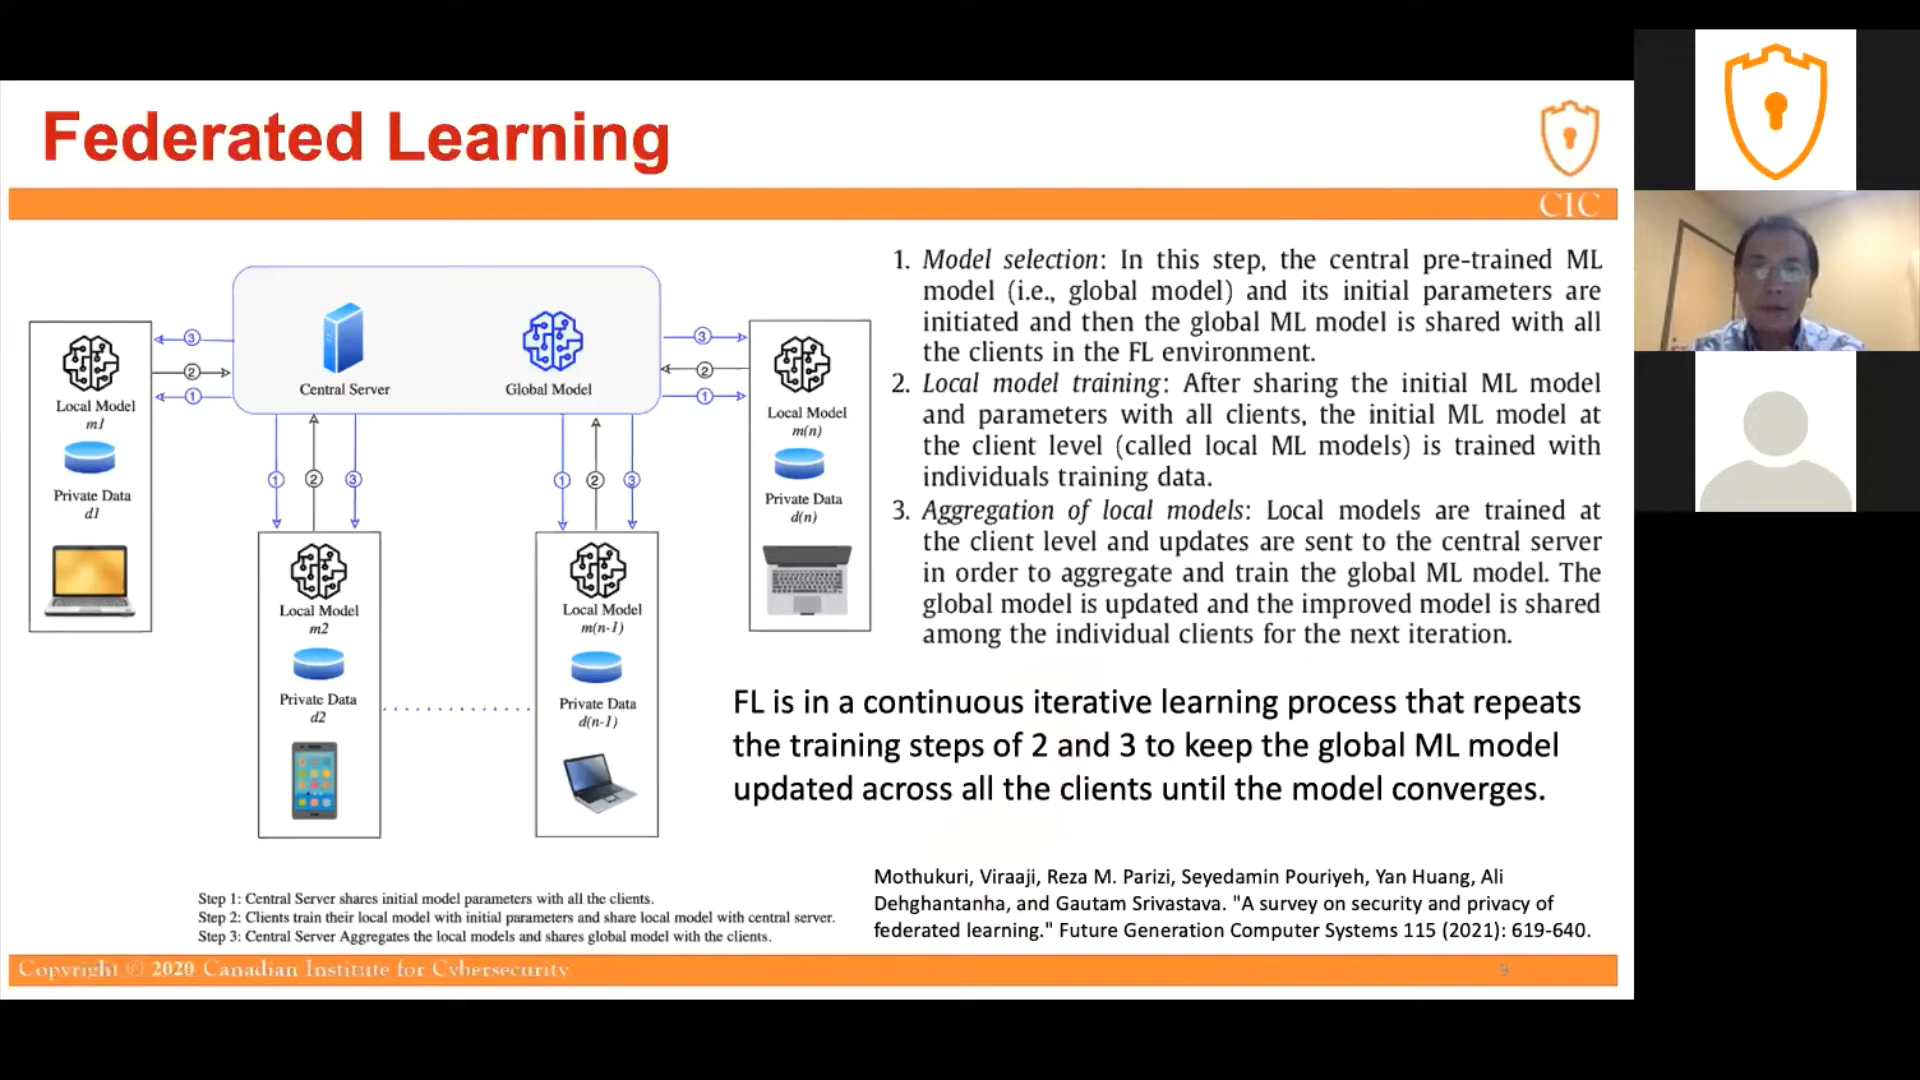 Federated Learning
CIC
Central Server
Global Model
3
2
1
3
2
1
Local Model
m1
Private Data
d1
Local Model
m(n)
Private Data
d(n)
1
2
3
1
2
3
Local Model
m2
Private Data
d2
Local Model
m(n-1)
Private Data
d(n-1)
Step 1: Central Server shares initial model parameters with all the clients.
Step 2: Clients train their local model with initial parameters and share local model with central server.
Step 3: Central Server Aggregates the local models and shares global model with the clients.
1. Model selection: In this step, the central pre-trained ML
model (i.e., global model) and its initial parameters are
initiated and then the global ML model is shared with all
the clients in the FL environment.
2. Local model training: After sharing the initial ML model
and parameters with all clients, the initial ML model at
the client level (called local ML models) is trained with
individuals training data.
3. Aggregation of local models: Local models are trained at
the client level and updates are sent to the central server
in order to aggregate and train the global ML model. The
global model is updated and the improved model is shared
among the individual clients for the next iteration.
FL is in a continuous iterative learning process that repeats
the training steps of 2 and 3 to keep the global ML model
updated across all the clients until the model converges.
Mothukuri, Viraaji, Reza M. Parizi, Seyedamin Pouriyeh, Yan Huang, Ali
Dehghantanha, and Gautam Srivastava. "A survey on security and privacy of
federated learning." Future Generation Computer Systems 115 (2021): 619-640.
Copyright © 2020 Canadian Institute for Cybersecurity
9